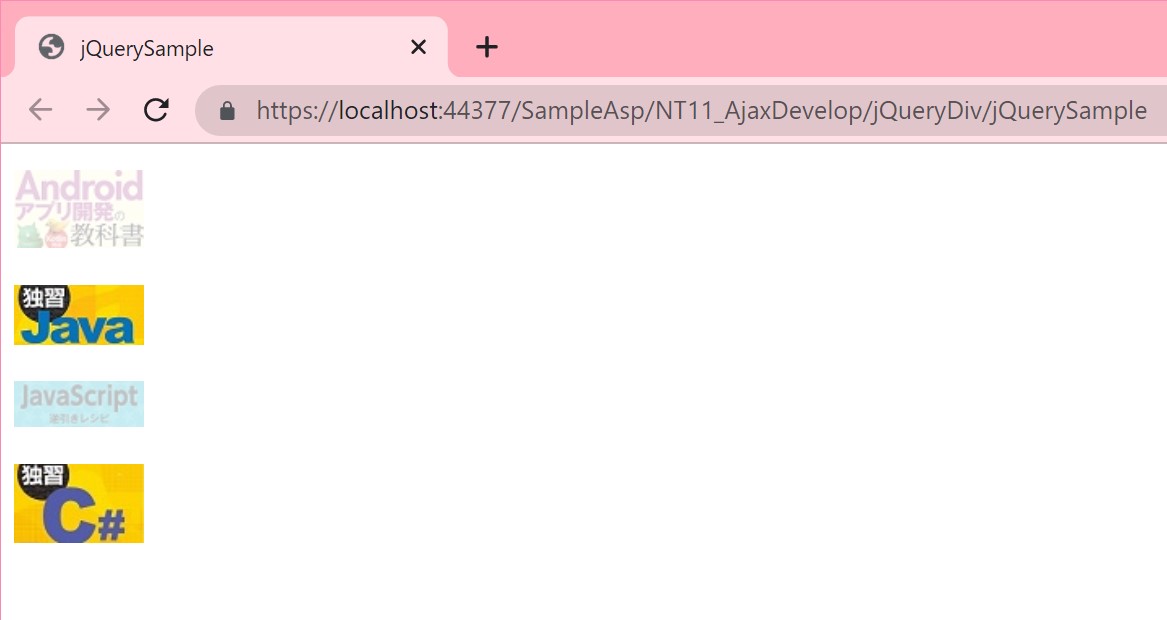 jQuerySample
https://localhost:44377/SampleAsp/NT11_AjaxDevelop/jQueryDiv/jQuerySample
Android
アプリ開発の
教科書
独習
Java
JavaScript
逆引きレシピ
独習
C#